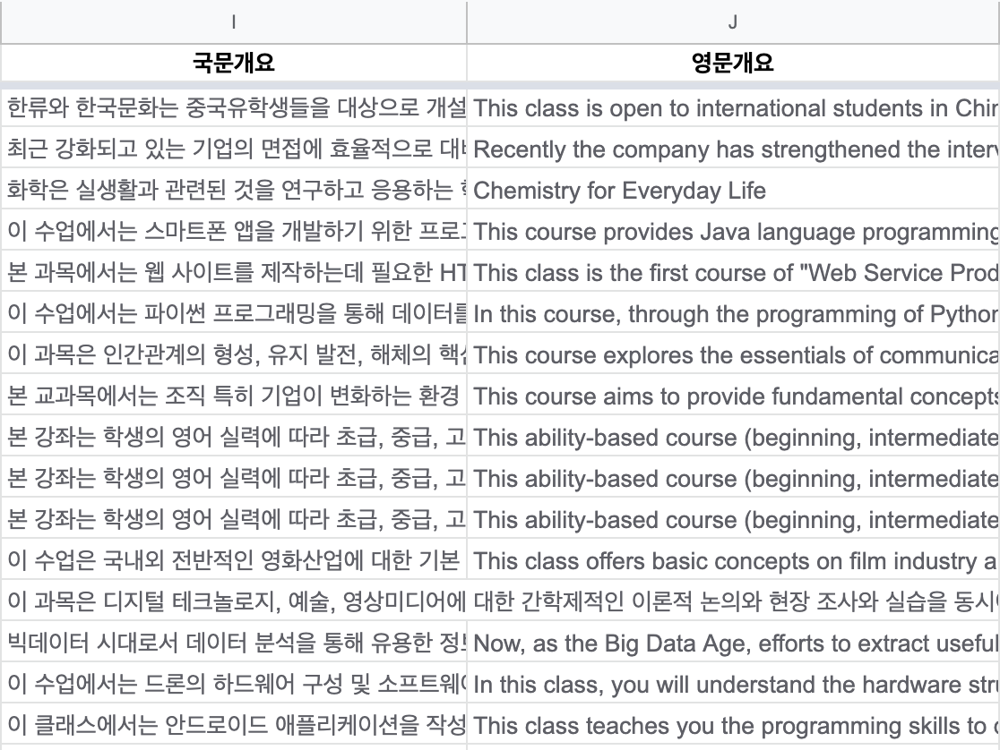 I J
국문개요 영문개요
한류와 한국문화는 중국유학생들을 대상으로 개설 This class is open to international students in
최근 강화되고 있는 기업의 면접에 효율적으로 Recently the company has strengthened the
화학은 실생활과 관련된 것을 연구하고 응용하는 Chemistry for Everyday Life
이 수업에서는 스마트폰 앱을 개발하기 위한 This course provides Java language programming
본 과목에서는 웹 사이트를 제작하는데 필요한 HT This class is the first course of "Web Service Prod
이 수업에서는 파이썬 프로그래밍을 통해 In this course, through the programming of Python
이 과목은 인간관계의 형성, 유지 발전, 해체의 This course explores the essentials of communica
본 교과목에서는 조직 특히 기업이 변화하는 환경 This course aims to provide fundamental concepts
본 강좌는 학생의 영어 실력에 따라 초급, 중급, 고 This ability-based course (beginning, intermediate
본 강좌는 학생의 영어 실력에 따라 초급, 중급, 고 This ability-based course (beginning, intermediate
본 강좌는 학생의 영어 실력에 따라 초급, 중급, 고 This ability-based course (beginning, intermediate
이 수업은 국내외 전반적인 영화산업에 대한 기본 This class offers basic concepts on film industry a
이 과목은 디지털 테크놀로지, 예술, 영상미디어에 대한 간학제적인 이론적 논의와 현장 조사와 실습을 동시
빅데이터 시대로서 데이터 분석을 통해 유용한 Now, as the Big Data Age, efforts to extract useful
이 수업에서는 드론의 하드웨어 구성 및 In this class, you will understand the hardware
이 클래스에서는 안드로이드 애플리케이션을 작성 This class teaches you the programming skills to